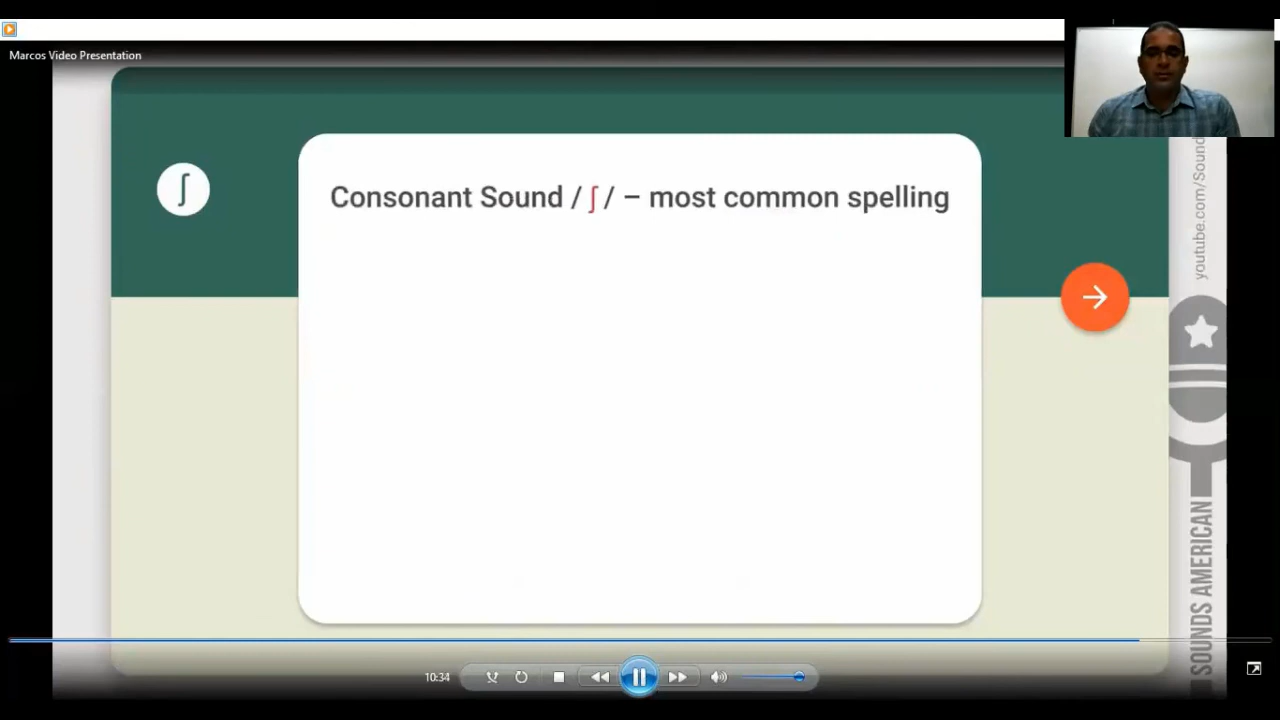 Marcos Video Presentation
ʃ
Consonant Sound / ʃ / – most common spelling
youtube.com/Sound
SOUNDS AMERICAN
10:34